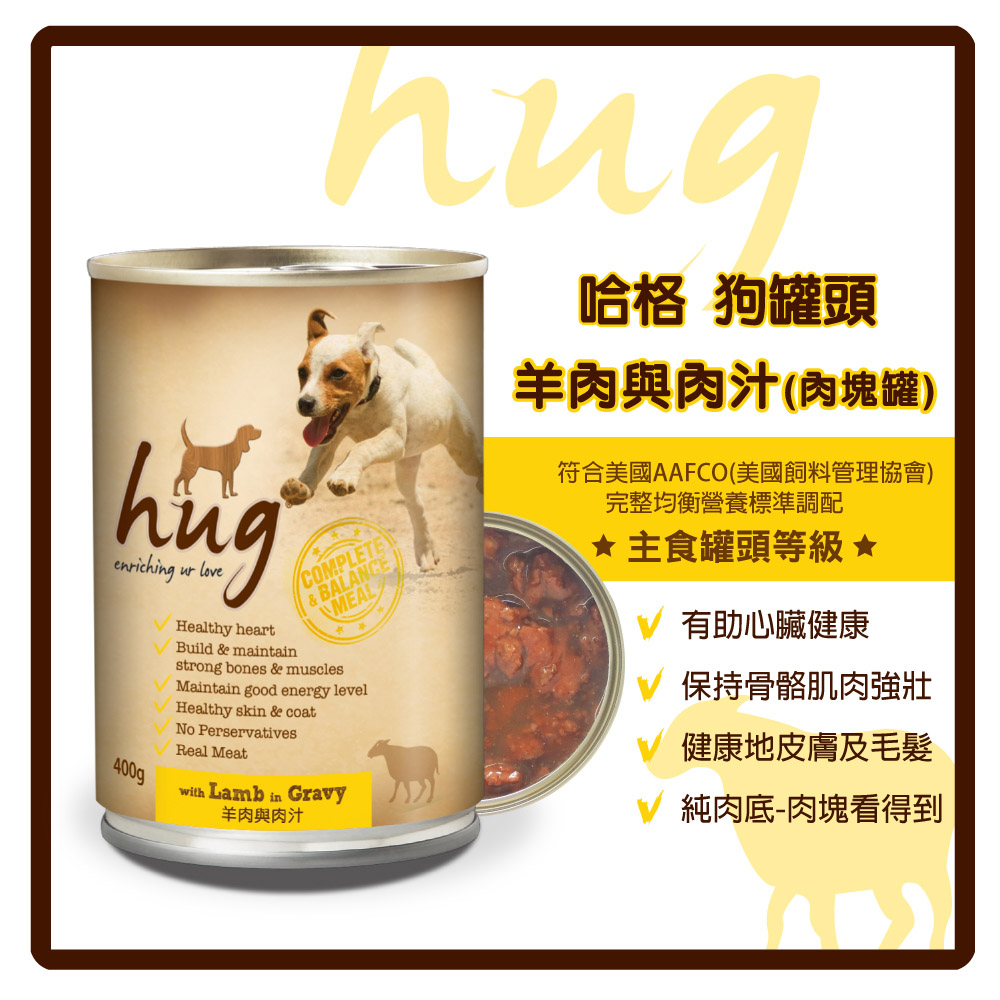 hug
哈格 狗罐頭
羊肉與肉汁(肉塊罐)
符合美國AAFCO(美國飼料管理協會)
完整均衡營養標準調配
★ 主食罐頭等級 ★
有助心臟健康
保持骨骼肌肉強壯
健康地皮膚及毛髮
純肉底-肉塊看得到
hug
enriching ur love
COMPLETE
& BALANCE
MEAL
Healthy heart
Build & maintain
strong bones & muscles
Maintain good energy level
Healthy skin & coat
No Perservatives
Real Meat
400g
with Lamb in Gravy
羊肉與肉汁